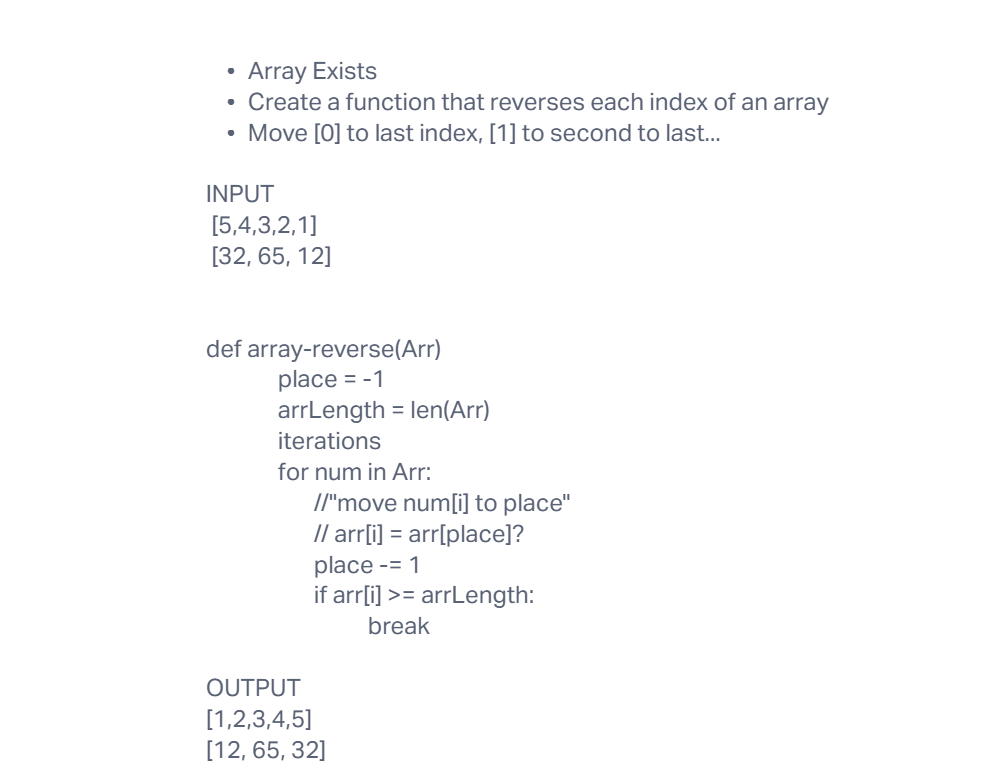 • Array Exists
• Create a function that reverses each index of an array
• Move [0] to last index, [1] to second to last...
INPUT
[5,4,3,2,1]
[32, 65, 12]
def array-reverse(Arr)
place = -1
arrLength = len(Arr)
iterations
for num in Arr:
//"move num[i] to place"
// arr[i] = arr[place]?
place -= 1
if arr[i] >= arrLength:
break
OUTPUT
[1,2,3,4,5]
[12, 65, 32]